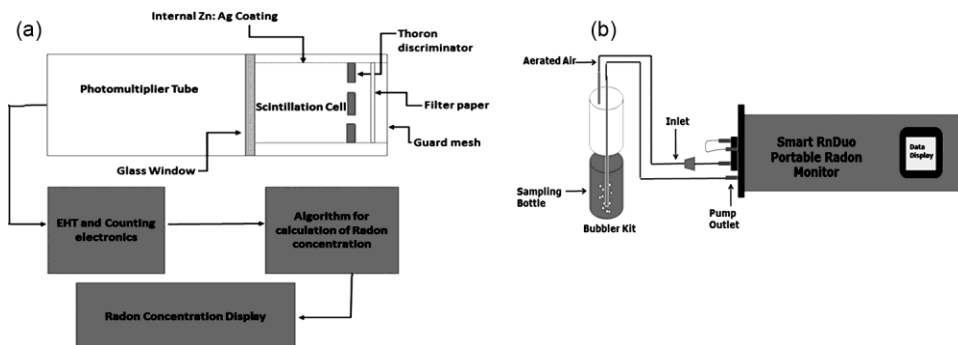 (a)
Internal Zn: Ag Coating
Thoron
discriminator
Photomultiplier Tube
Scintillation Cell
Filter paper
Guard mesh
Glass Window
EHT and Counting
electronics
Algorithm for
calculation of Radon
concentration
Radon Concentration Display
(b)
Aerated Air
Inlet
Smart RnDuo
Portable Radon
Monitor
Data
Display
Sampling
Bottle
Bubbler Kit
Pump
Outlet